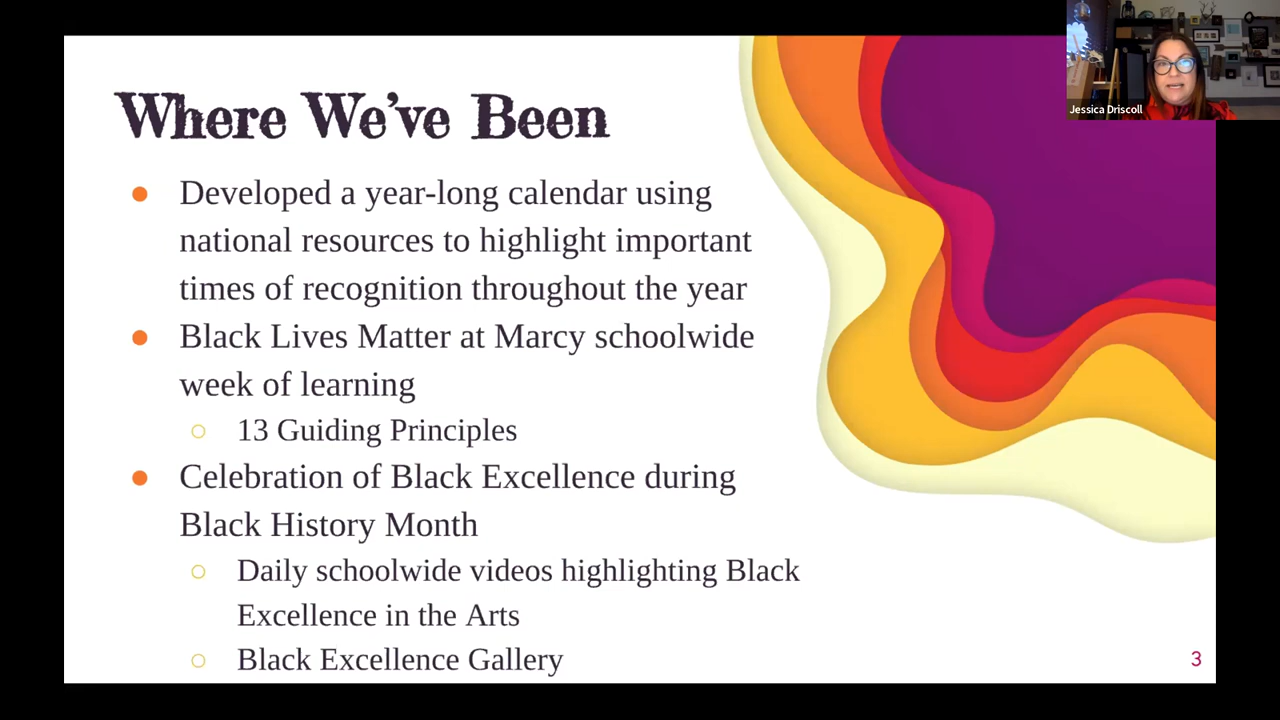 Where We've Been
● Developed a year-long calendar using
national resources to highlight important
times of recognition throughout the year
● Black Lives Matter at Marcy schoolwide
week of learning
○ 13 Guiding Principles
● Celebration of Black Excellence during
Black History Month
○ Daily schoolwide videos highlighting Black
Excellence in the Arts
○ Black Excellence Gallery
3
Jessica Driscoll